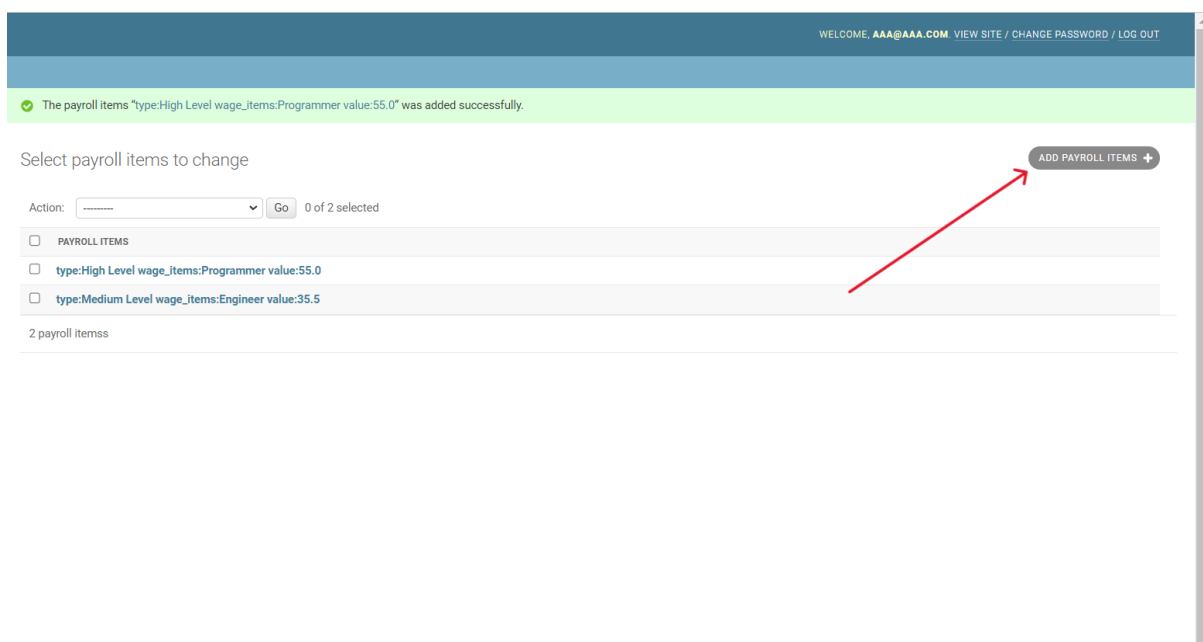 WELCOME, AAA@AAA.COM. VIEW SITE / CHANGE PASSWORD / LOG OUT
The payroll items “type:High Level wage_items:Programmer value:55.0” was added successfully.
Select payroll items to change
ADD PAYROLL ITEMS +
Action: --------- Go 0 of 2 selected
PAYROLL ITEMS
type:High Level wage_items:Programmer value:55.0
type:Medium Level wage_items:Engineer value:35.5
2 payroll itemss